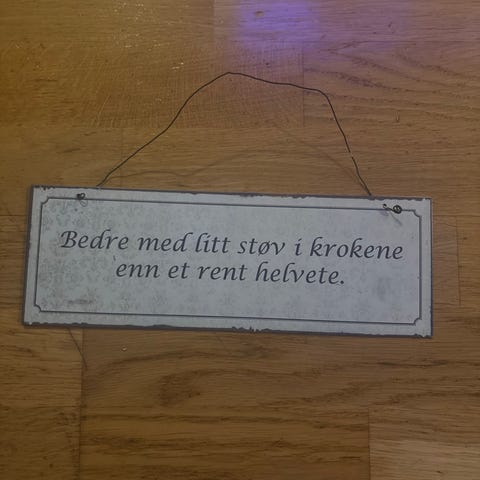 Bedre med litt støv i krokene
enn et rent helvete.